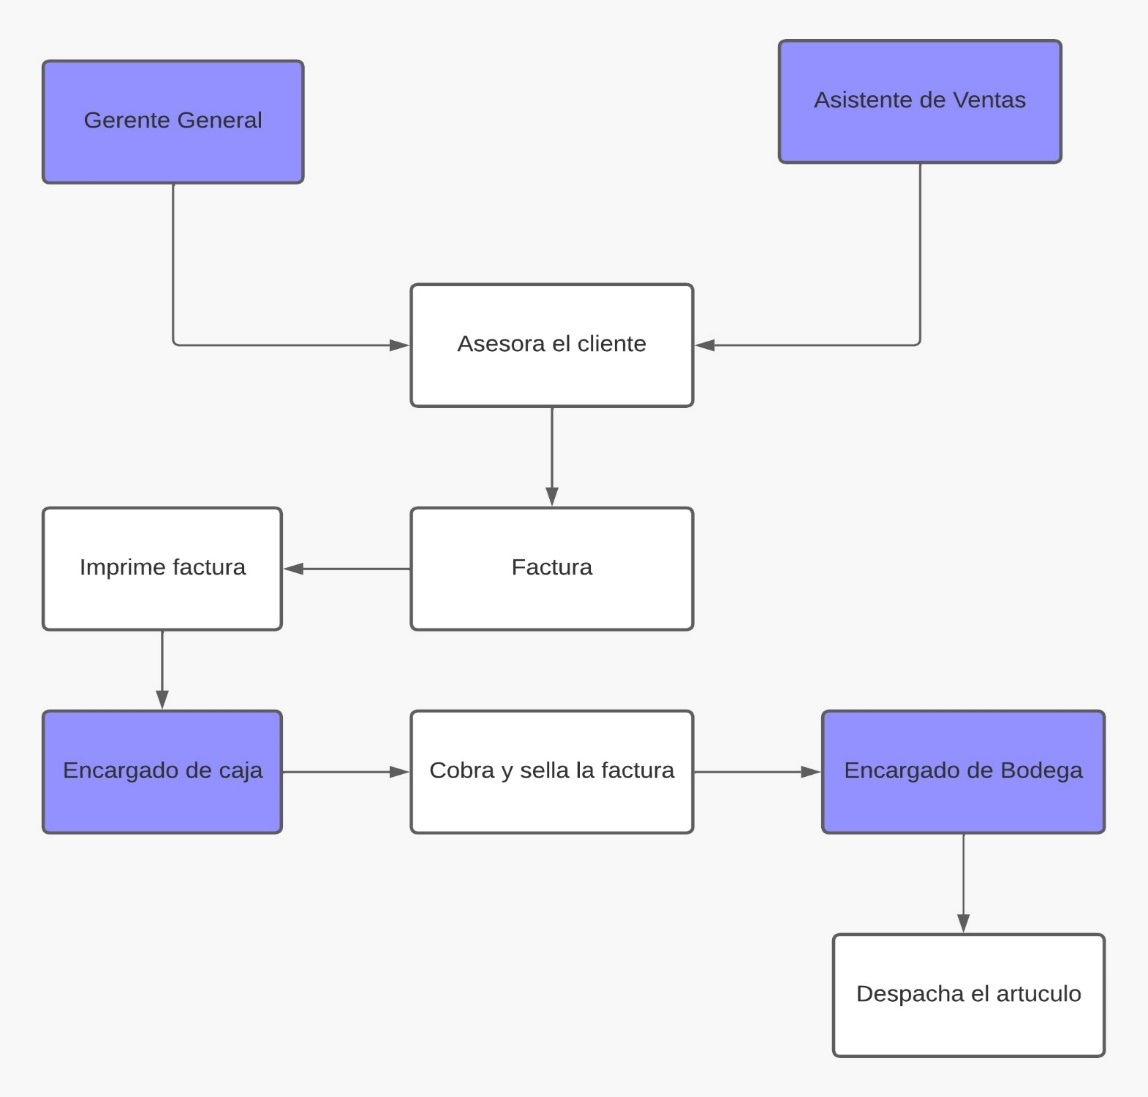 Gerente General
Asistente de Ventas
Asesora el cliente
Imprime factura
Factura
Encargado de caja
Cobra y sella la factura
Encargado de Bodega
Despacha el artuculo